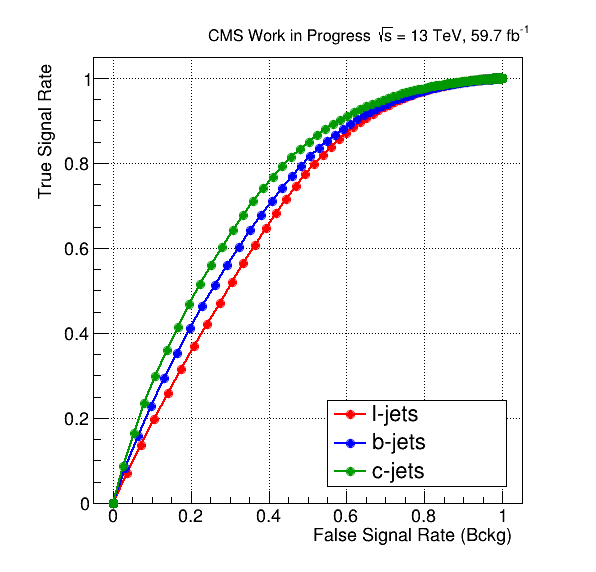 CMS Work in Progress √s = 13 TeV, 59.7 fb⁻¹
True Signal Rate
1
0.8
0.6
0.4
0.2
0
l-jets
b-jets
c-jets
0 0.2 0.4 0.6 0.8 1
False Signal Rate (Bckg)